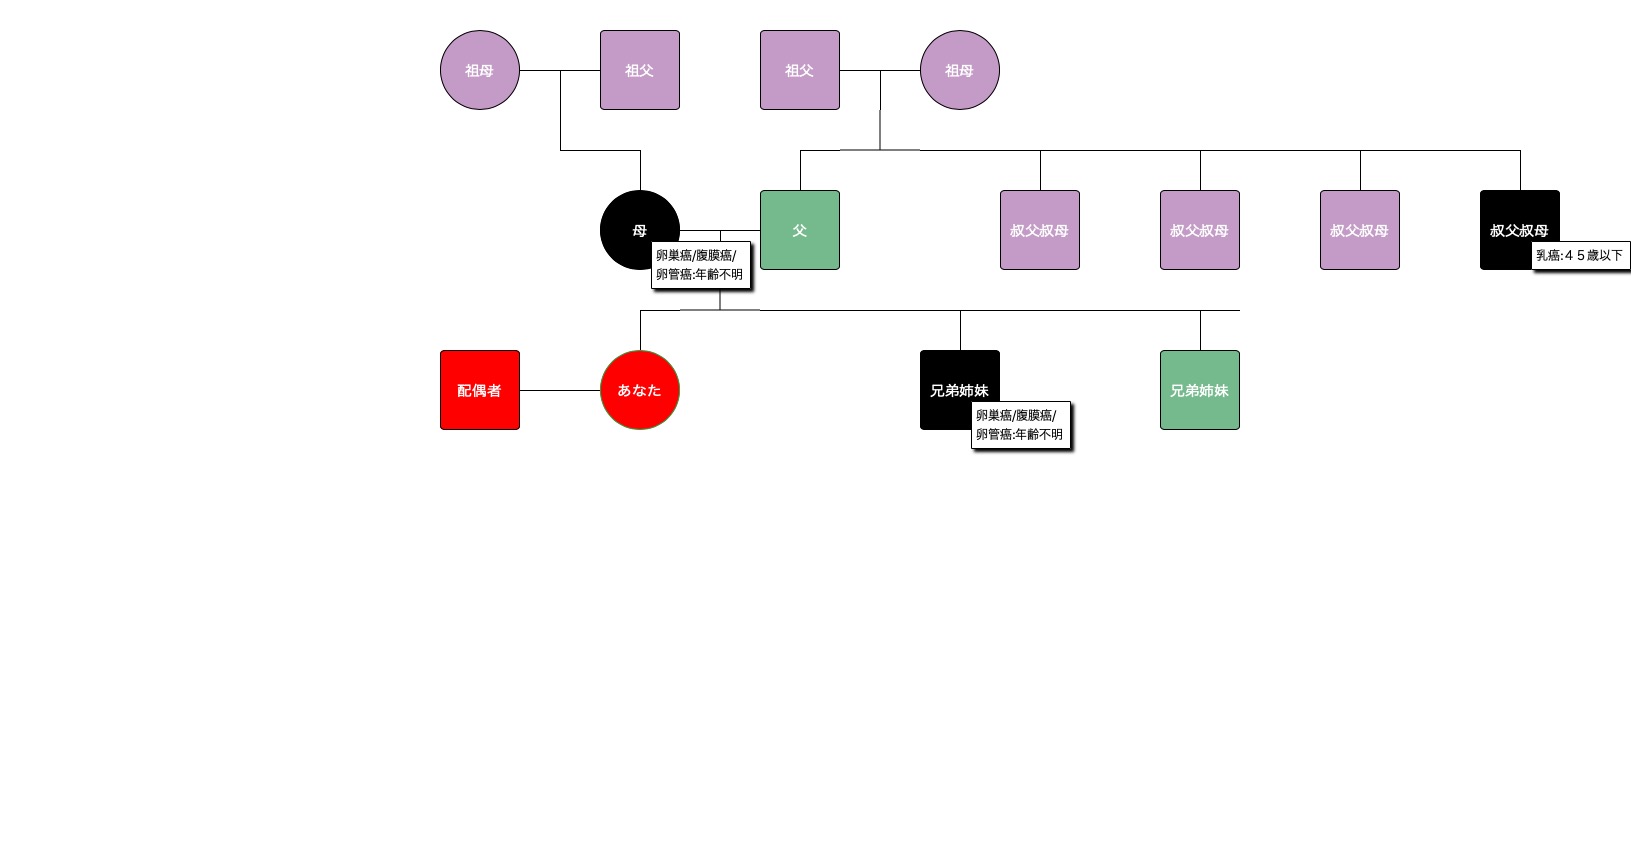 祖母
祖父
祖父
祖母
母
父
叔父叔母
叔父叔母
叔父叔母
叔父叔母
卵巣癌/腹膜癌/
卵管癌:年齢不明
乳癌:４５歳以下
配偶者
あなた
兄弟姉妹
兄弟姉妹
卵巣癌/腹膜癌/
卵管癌:年齢不明